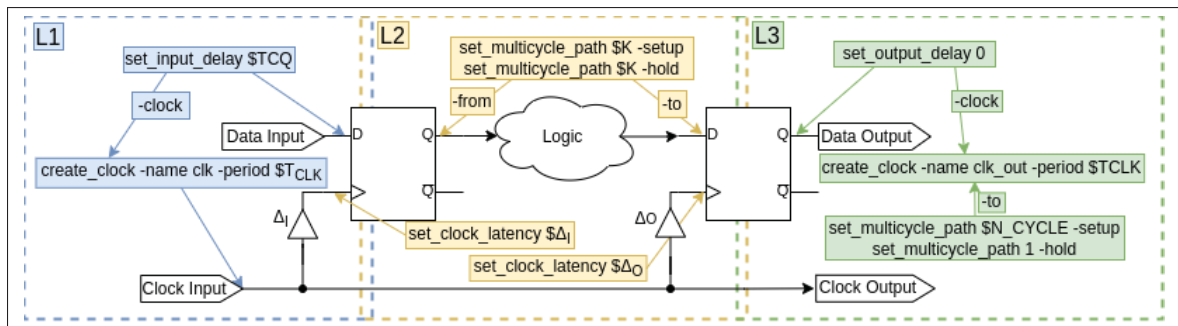 L1
L2
L3
set_input_delay $TCQ
set_multicycle_path $K -setup
set_multicycle_path $K -hold
set_output_delay 0
-clock
-from
-to
-clock
Data Input
D
Q
Logic
D
Q
Data Output
create_clock -name clk -period $TCLK
create_clock -name clk_out -period $TCLK
Q
Q
-to
ΔI
ΔO
set_clock_latency $ΔI
set_multicycle_path $N_CYCLE -setup
set_multicycle_path 1 -hold
set_clock_latency $ΔO
Clock Input
Clock Output